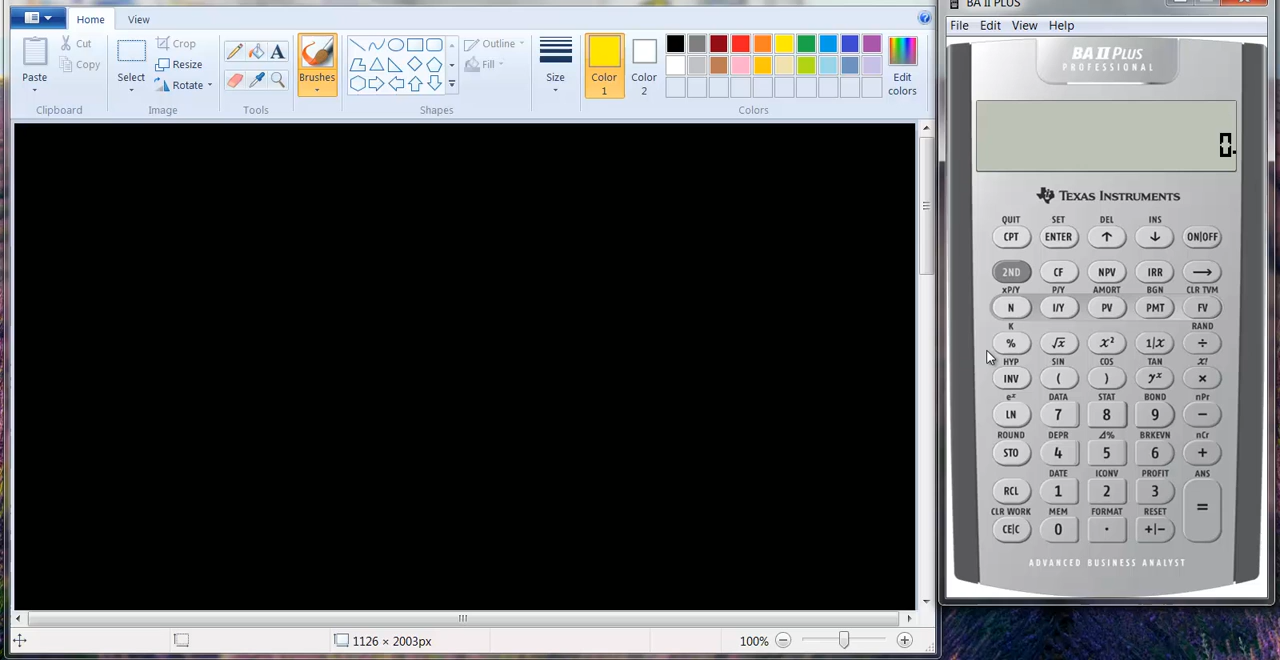 BA II PLUS
Home View
Cut
Copy
Paste
Clipboard
Select
Crop
Resize
Rotate
Image
A
Tools
Brushes
Outline
Fill
Shapes
Size
Color
1
Color
2
Edit
colors
Colors
File Edit View Help
BA II PLUS
PROFESSIONAL
0.
TEXAS INSTRUMENTS
QUIT SET DEL INS
CPT ENTER ↑ ↓ ON|OFF
2ND CF NPV IRR →
xP/Y P/Y AMORT BGN CLR TVM
N I/Y PV PMT FV
K RAND
% √x x² 1/x ÷
HYP SIN COS TAN x!
INV ( ) yˣ ×
eˣ DATA STAT BOND nPr
LN 7 8 9 −
ROUND DEPR Δ% BRKEVN nCr
STO 4 5 6 +
DATE ICONV PROFIT ANS
RCL 1 2 3 =
CLR WORK MEM FORMAT RESET
CE|C 0 . +|−
ADVANCED BUSINESS ANALYST
1126 × 2003px
100%